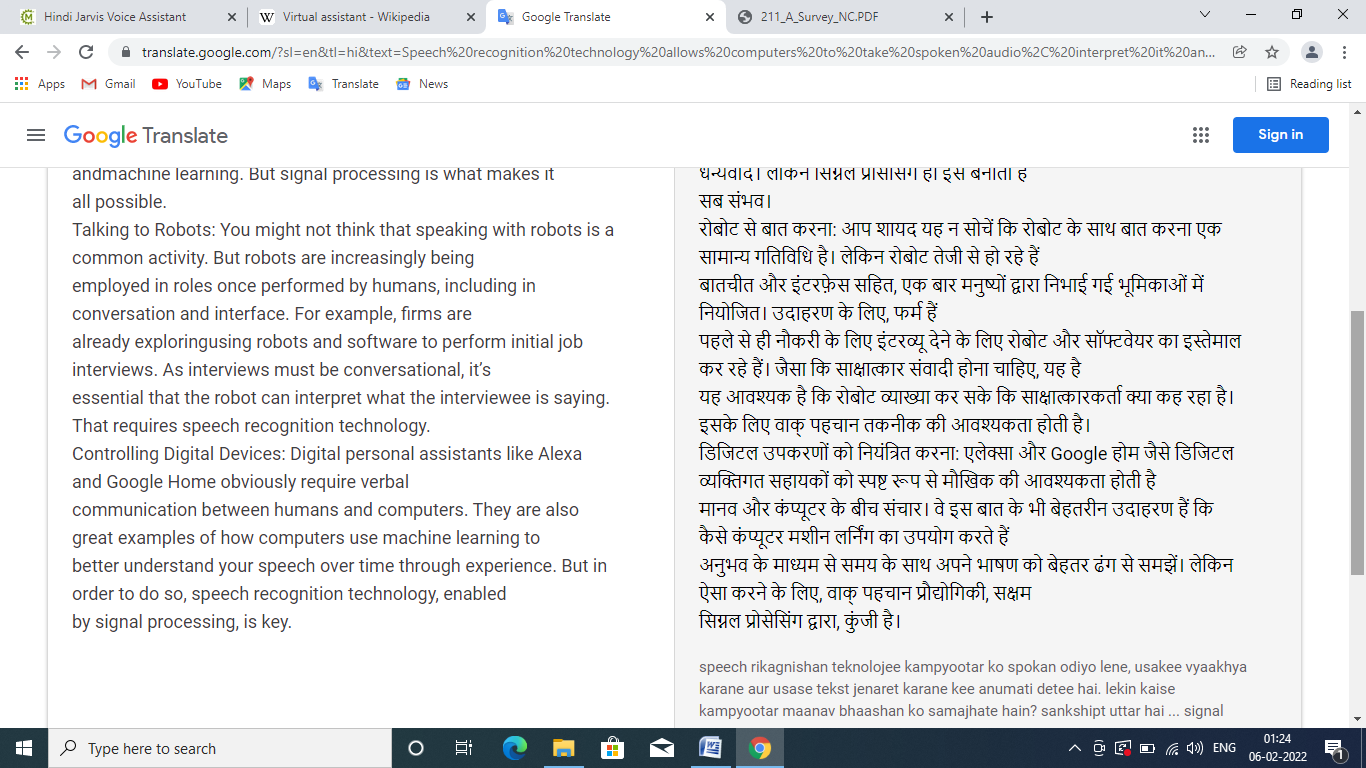 Hindi Jarvis Voice Assistant
Virtual assistant - Wikipedia
Google Translate
211_A_Survey_NC.PDF
translate.google.com/?sl=en&tl=hi&text=Speech%20recognition%20technology%20allows%20computers%20to%20take%20spoken%20audio%2C%20interpret%20it%20an...
Apps
Gmail
YouTube
Maps
Translate
News
Reading list
Google Translate
Sign in
andmachine learning. But signal processing is what makes it
all possible.
Talking to Robots: You might not think that speaking with robots is a
common activity. But robots are increasingly being
employed in roles once performed by humans, including in
conversation and interface. For example, firms are
already exploringusing robots and software to perform initial job
interviews. As interviews must be conversational, it’s
essential that the robot can interpret what the interviewee is saying.
That requires speech recognition technology.
Controlling Digital Devices: Digital personal assistants like Alexa
and Google Home obviously require verbal
communication between humans and computers. They are also
great examples of how computers use machine learning to
better understand your speech over time through experience. But in
order to do so, speech recognition technology, enabled
by signal processing, is key.
धन्यवाद। लेकिन सिग्नल प्रोसेसिंग ही इसे बनाता है
सब संभव।
रोबोट से बात करना: आप शायद यह न सोचें कि रोबोट के साथ बात करना एक
सामान्य गतिविधि है। लेकिन रोबोट तेजी से हो रहे हैं
बातचीत और इंटरफ़ेस सहित, एक बार मनुष्यों द्वारा निभाई गई भूमिकाओं में
नियोजित। उदाहरण के लिए, फर्म हैं
पहले से ही नौकरी के लिए इंटरव्यू देने के लिए रोबोट और सॉफ्टवेयर का इस्तेमाल
कर रहे हैं। जैसा कि साक्षात्कार संवादी होना चाहिए, यह है
यह आवश्यक है कि रोबोट व्याख्या कर सके कि साक्षात्कारकर्ता क्या कह रहा है।
इसके लिए वाक् पहचान तकनीक की आवश्यकता होती है।
डिजिटल उपकरणों को नियंत्रित करना: एलेक्सा और Google होम जैसे डिजिटल
व्यक्तिगत सहायकों को स्पष्ट रूप से मौखिक की आवश्यकता होती है
मानव और कंप्यूटर के बीच संचार। वे इस बात के भी बेहतरीन उदाहरण हैं कि
कैसे कंप्यूटर मशीन लर्निंग का उपयोग करते हैं
अनुभव के माध्यम से समय के साथ अपने भाषण को बेहतर ढंग से समझें। लेकिन
ऐसा करने के लिए, वाक् पहचान प्रौद्योगिकी, सक्षम
सिग्नल प्रोसेसिंग द्वारा, कुंजी है।
speech rikagnishan teknolojee kampyootar ko spokan odiyo lene, usakee vyaakhya
karane aur usase tekst jenaret karane kee anumati detee hai. lekin kaise
kampyootar maanav bhaashan ko samajhate hain? sankshipt uttar hai ... signal
Type here to search
ENG
01:24
06-02-2022
1